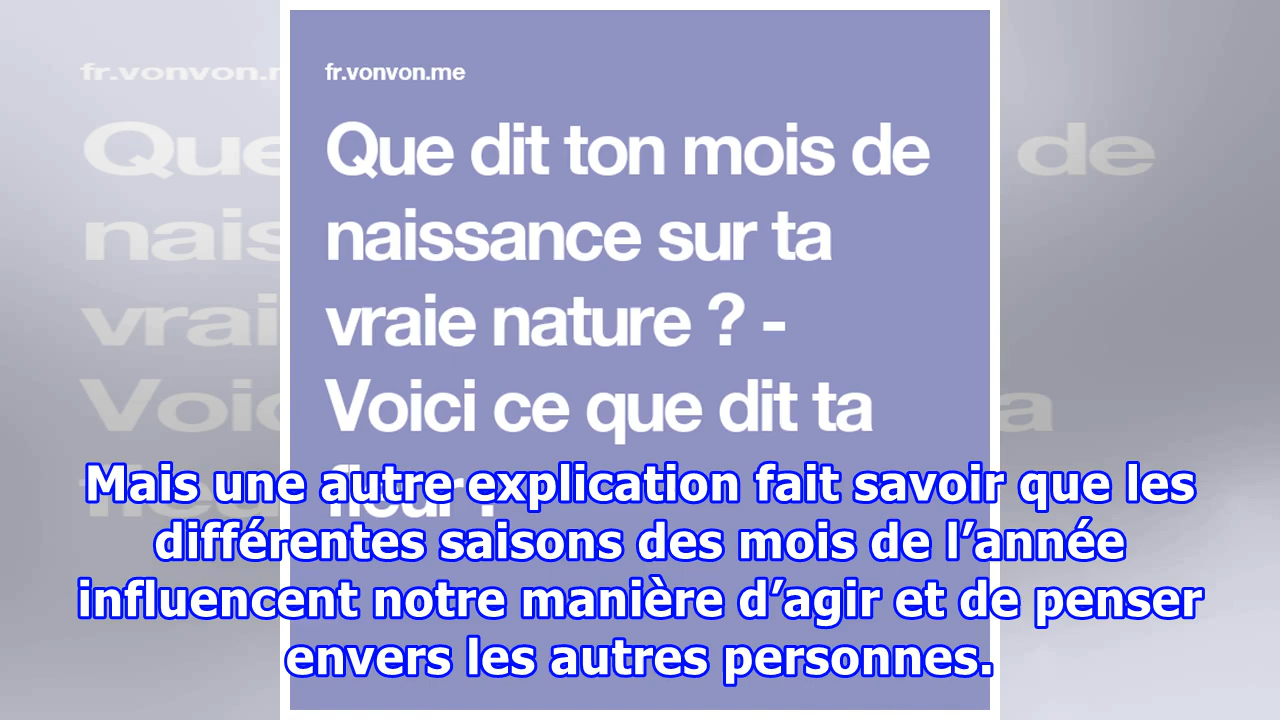 fr.vonvon.me
Que dit ton mois de
naissance sur ta
vraie nature ? -
Voici ce que dit ta
fleur !
Mais une autre explication fait savoir que les
différentes saisons des mois de l’année
influencent notre manière d’agir et de penser
envers les autres personnes.